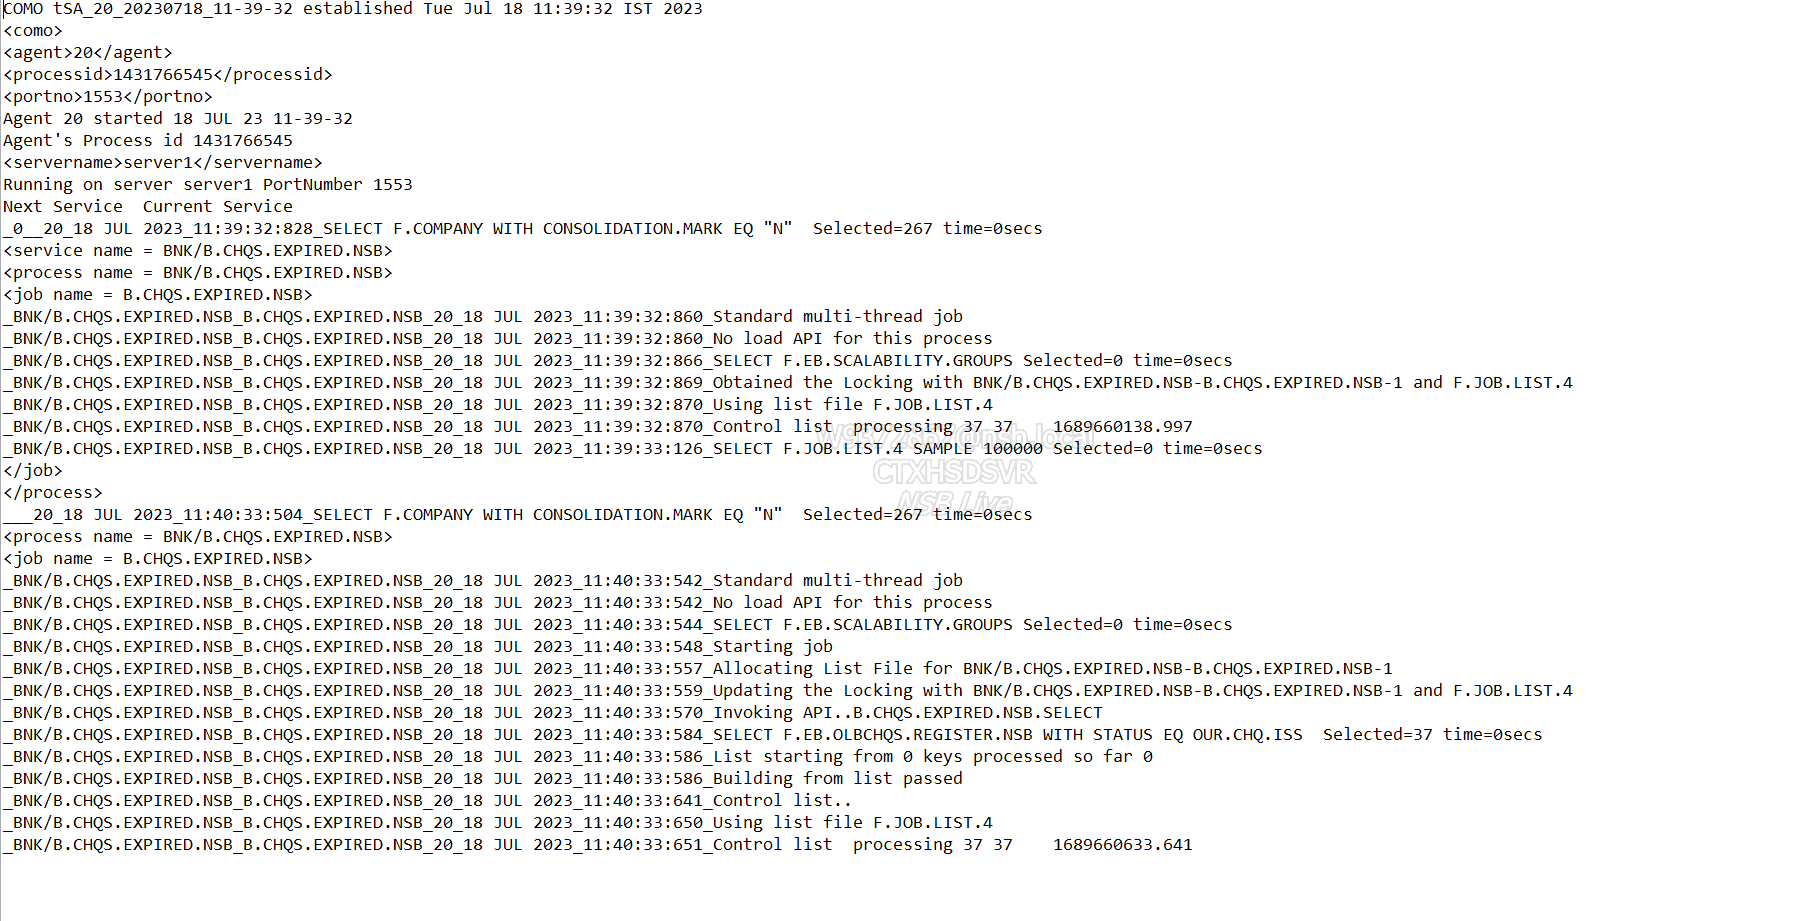 COMO tSA_20_20230718_11-39-32 established Tue Jul 18 11:39:32 IST 2023
<como>
<agent>20</agent>
<processid>1431766545</processid>
<portno>1553</portno>
Agent 20 started 18 JUL 23 11-39-32
Agent's Process id 1431766545
<servername>server1</servername>
Running on server server1 PortNumber 1553
Next Service  Current Service
_0__20_18 JUL 2023_11:39:32:828_SELECT F.COMPANY WITH CONSOLIDATION.MARK EQ "N"  Selected=267 time=0secs
<service name = BNK/B.CHQS.EXPIRED.NSB>
<process name = BNK/B.CHQS.EXPIRED.NSB>
<job name = B.CHQS.EXPIRED.NSB>
_BNK/B.CHQS.EXPIRED.NSB_B.CHQS.EXPIRED.NSB_20_18 JUL 2023_11:39:32:860_Standard multi-thread job
_BNK/B.CHQS.EXPIRED.NSB_B.CHQS.EXPIRED.NSB_20_18 JUL 2023_11:39:32:860_No load API for this process
_BNK/B.CHQS.EXPIRED.NSB_B.CHQS.EXPIRED.NSB_20_18 JUL 2023_11:39:32:866_SELECT F.EB.SCALABILITY.GROUPS Selected=0 time=0secs
_BNK/B.CHQS.EXPIRED.NSB_B.CHQS.EXPIRED.NSB_20_18 JUL 2023_11:39:32:869_Obtained the Locking with BNK/B.CHQS.EXPIRED.NSB-B.CHQS.EXPIRED.NSB-1 and F.JOB.LIST.4
_BNK/B.CHQS.EXPIRED.NSB_B.CHQS.EXPIRED.NSB_20_18 JUL 2023_11:39:32:870_Using list file F.JOB.LIST.4
_BNK/B.CHQS.EXPIRED.NSB_B.CHQS.EXPIRED.NSB_20_18 JUL 2023_11:39:32:870_Control list  processing 37 37    1689660138.997
_BNK/B.CHQS.EXPIRED.NSB_B.CHQS.EXPIRED.NSB_20_18 JUL 2023_11:39:33:126_SELECT F.JOB.LIST.4 SAMPLE 100000 Selected=0 time=0secs
CTXHSDSVR
</job>
</process>
NSB Live
___20_18 JUL 2023_11:40:33:504_SELECT F.COMPANY WITH CONSOLIDATION.MARK EQ "N"  Selected=267 time=0secs
<process name = BNK/B.CHQS.EXPIRED.NSB>
<job name = B.CHQS.EXPIRED.NSB>
_BNK/B.CHQS.EXPIRED.NSB_B.CHQS.EXPIRED.NSB_20_18 JUL 2023_11:40:33:542_Standard multi-thread job
_BNK/B.CHQS.EXPIRED.NSB_B.CHQS.EXPIRED.NSB_20_18 JUL 2023_11:40:33:542_No load API for this process
_BNK/B.CHQS.EXPIRED.NSB_B.CHQS.EXPIRED.NSB_20_18 JUL 2023_11:40:33:544_SELECT F.EB.SCALABILITY.GROUPS Selected=0 time=0secs
_BNK/B.CHQS.EXPIRED.NSB_B.CHQS.EXPIRED.NSB_20_18 JUL 2023_11:40:33:548_Starting job
_BNK/B.CHQS.EXPIRED.NSB_B.CHQS.EXPIRED.NSB_20_18 JUL 2023_11:40:33:557_Allocating List File for BNK/B.CHQS.EXPIRED.NSB-B.CHQS.EXPIRED.NSB-1
_BNK/B.CHQS.EXPIRED.NSB_B.CHQS.EXPIRED.NSB_20_18 JUL 2023_11:40:33:559_Updating the Locking with BNK/B.CHQS.EXPIRED.NSB-B.CHQS.EXPIRED.NSB-1 and F.JOB.LIST.4
_BNK/B.CHQS.EXPIRED.NSB_B.CHQS.EXPIRED.NSB_20_18 JUL 2023_11:40:33:570_Invoking API..B.CHQS.EXPIRED.NSB.SELECT
_BNK/B.CHQS.EXPIRED.NSB_B.CHQS.EXPIRED.NSB_20_18 JUL 2023_11:40:33:584_SELECT F.EB.OLBCHQS.REGISTER.NSB WITH STATUS EQ OUR.CHQ.ISS  Selected=37 time=0secs
_BNK/B.CHQS.EXPIRED.NSB_B.CHQS.EXPIRED.NSB_20_18 JUL 2023_11:40:33:586_List starting from 0 keys processed so far 0
_BNK/B.CHQS.EXPIRED.NSB_B.CHQS.EXPIRED.NSB_20_18 JUL 2023_11:40:33:586_Building from list passed
_BNK/B.CHQS.EXPIRED.NSB_B.CHQS.EXPIRED.NSB_20_18 JUL 2023_11:40:33:641_Control list..
_BNK/B.CHQS.EXPIRED.NSB_B.CHQS.EXPIRED.NSB_20_18 JUL 2023_11:40:33:650_Using list file F.JOB.LIST.4
_BNK/B.CHQS.EXPIRED.NSB_B.CHQS.EXPIRED.NSB_20_18 JUL 2023_11:40:33:651_Control list  processing 37 37    1689660633.641